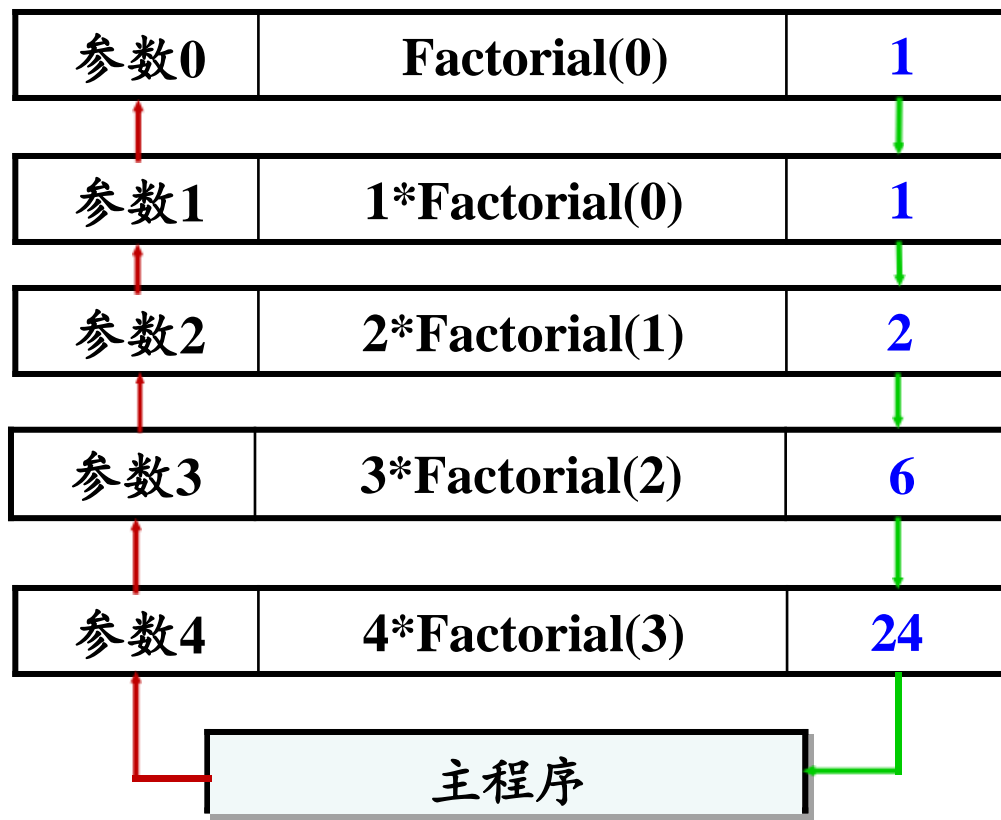 参数0 Factorial(0) 1
参数1 1*Factorial(0) 1
参数2 2*Factorial(1) 2
参数3 3*Factorial(2) 6
参数4 4*Factorial(3) 24
主程序